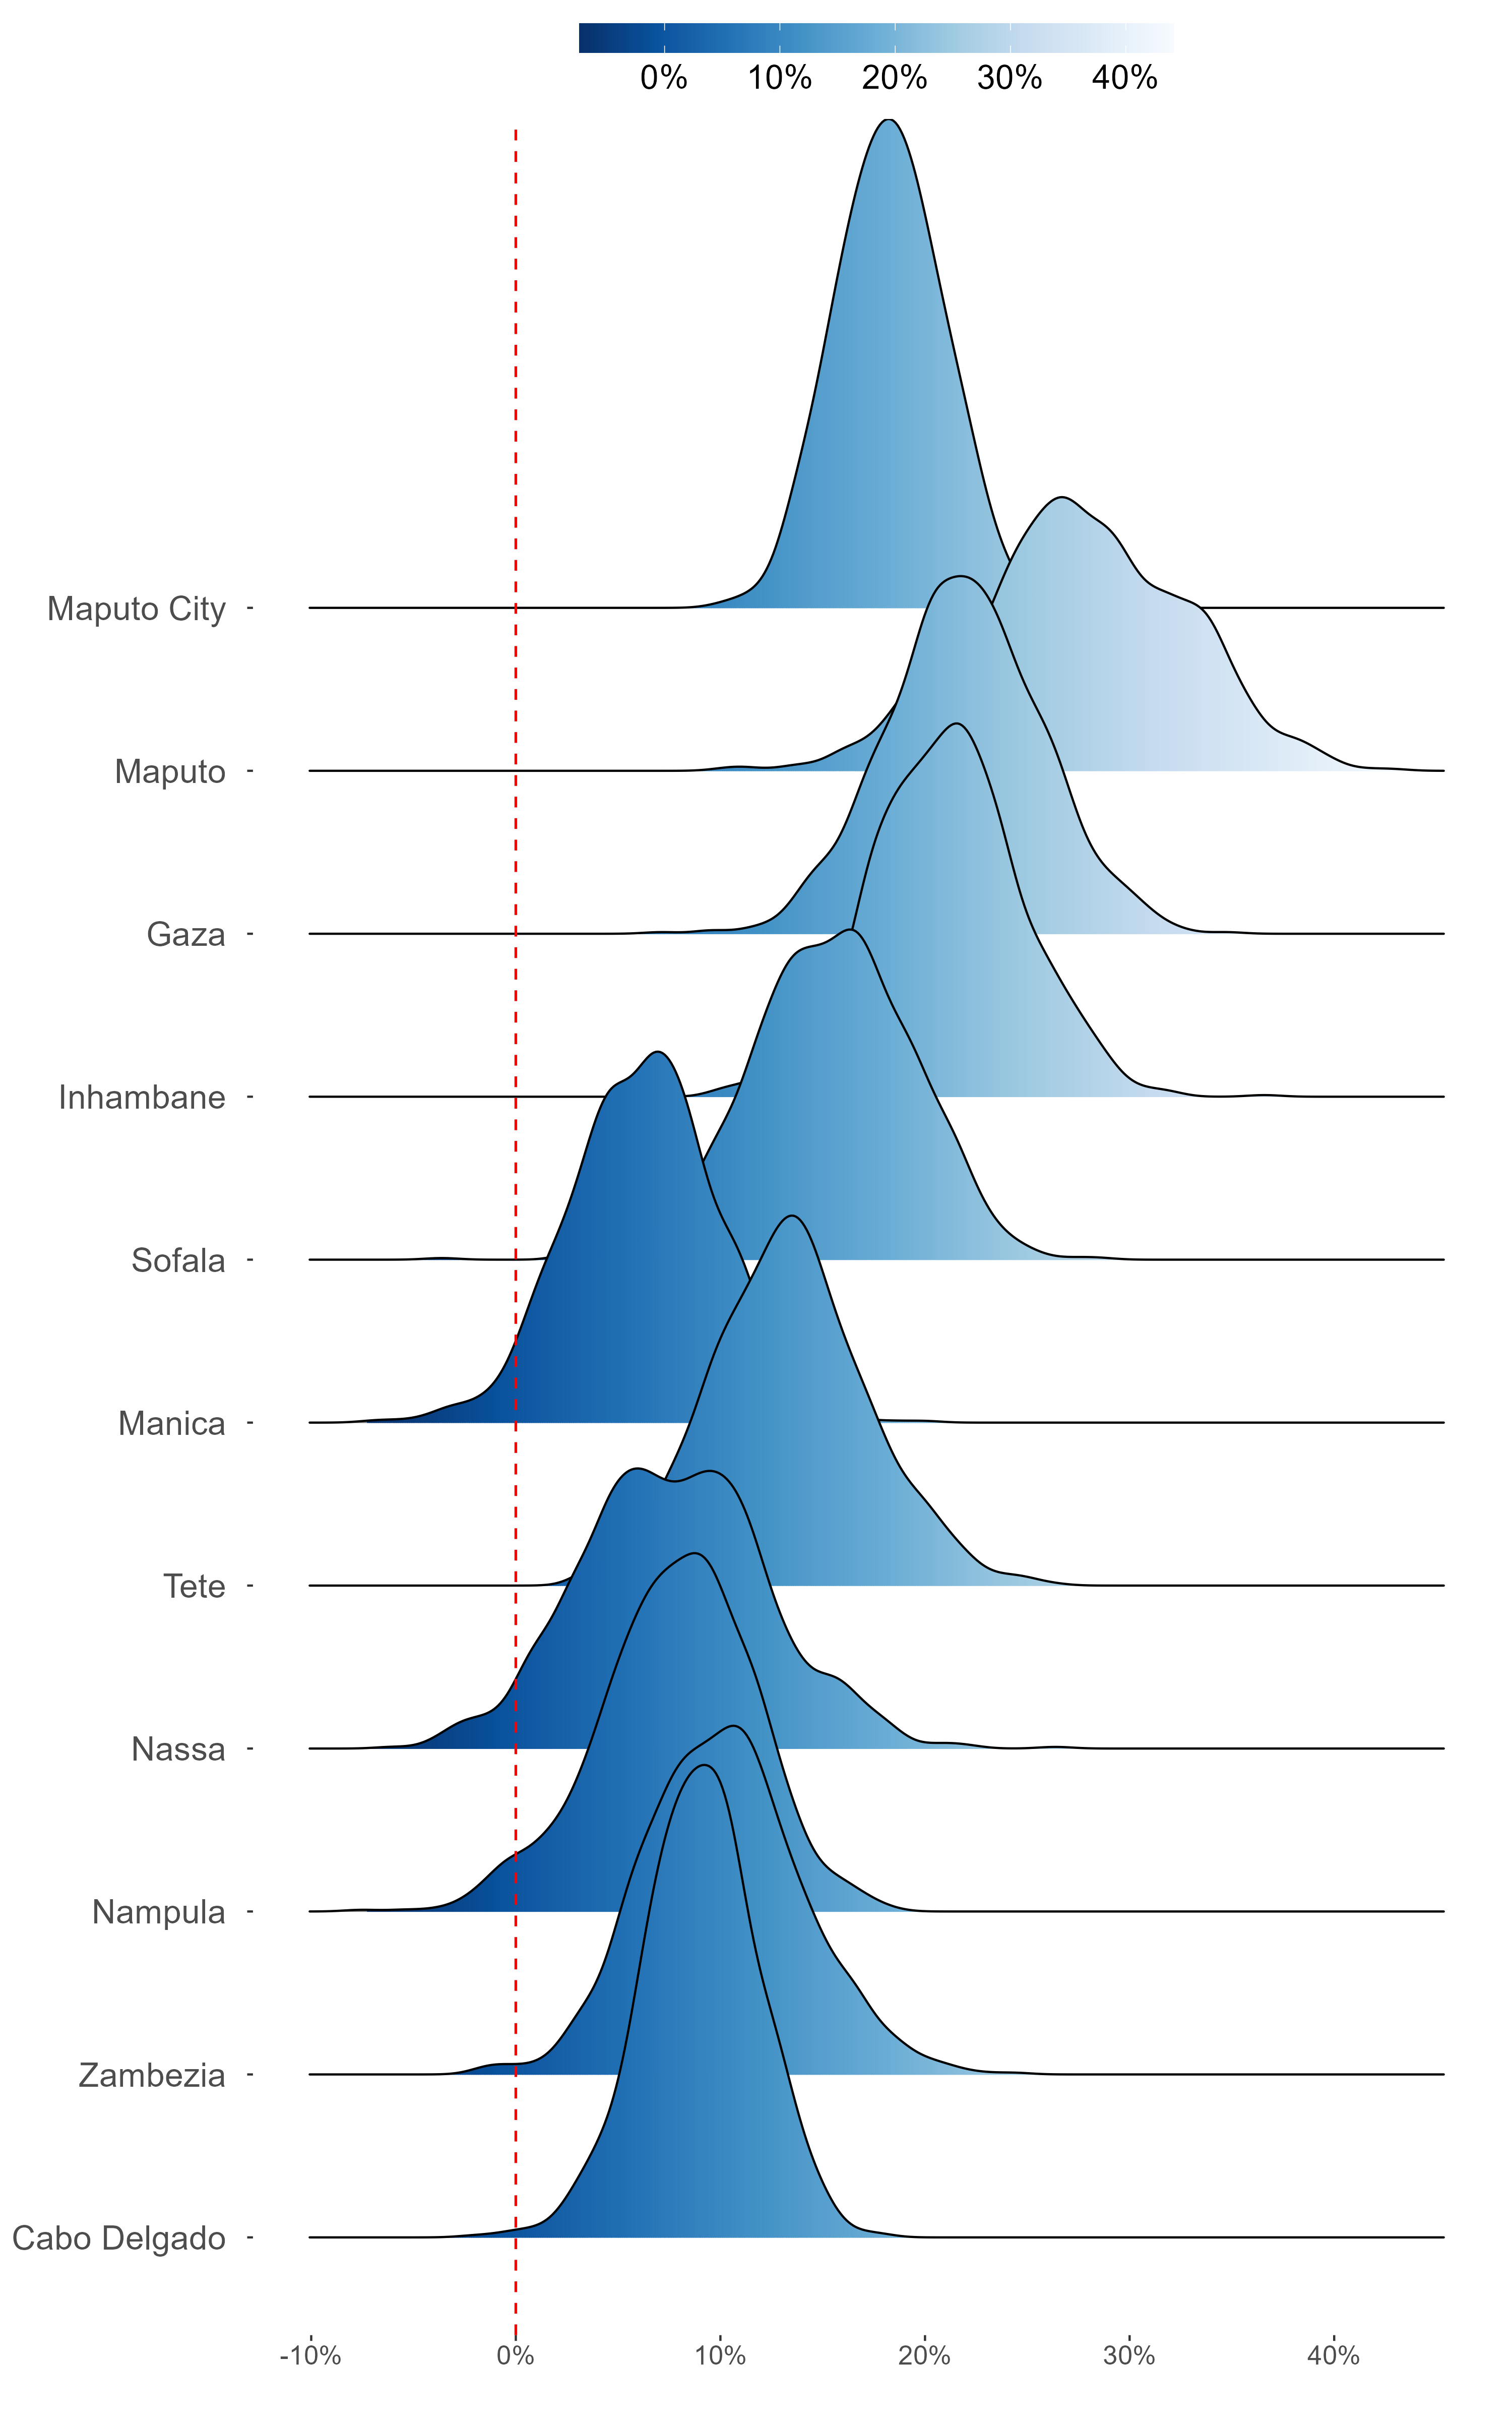 0% 10% 20% 30% 40%
Maputo City
Maputo
Gaza
Inhambane
Sofala
Manica
Tete
Nassa
Nampula
Zambezia
Cabo Delgado
-10% 0% 10% 20% 30% 40%